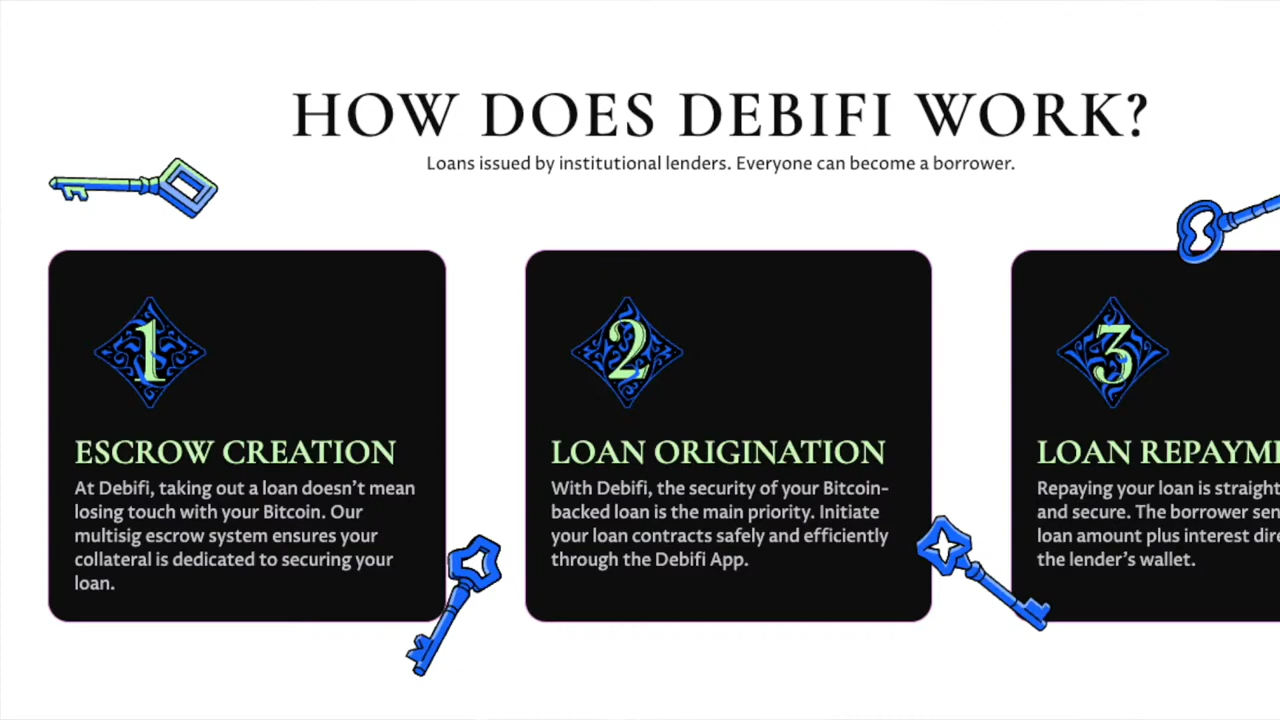 HOW DOES DEBIFI WORK?
Loans issued by institutional lenders. Everyone can become a borrower.
1
ESCROW CREATION
At Debifi, taking out a loan doesn't mean
losing touch with your Bitcoin. Our
multisig escrow system ensures your
collateral is dedicated to securing your
loan.
2
LOAN ORIGINATION
With Debifi, the security of your Bitcoin-
backed loan is the main priority. Initiate
your loan contracts safely and efficiently
through the Debifi App.
3
LOAN
Repaying your loan is
and secure. The borrower
loan amount plus interest
the lender's wallet.